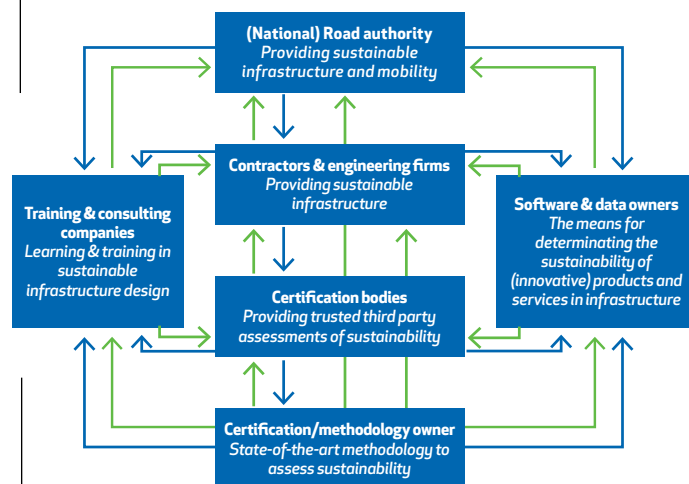 (National) Road authority
Providing sustainable
infrastructure and mobility
Contractors & engineering firms
Providing sustainable
infrastructure
Training & consulting
companies
Learning & training in
sustainable
infrastructure design
Software & data owners
The means for
determinating the
sustainability of
(innovative) products and
services in infrastructure
Certification bodies
Providing trusted third party
assessments of sustainability
Certification/methodology owner
State-of-the-art methodology to
assess sustainability